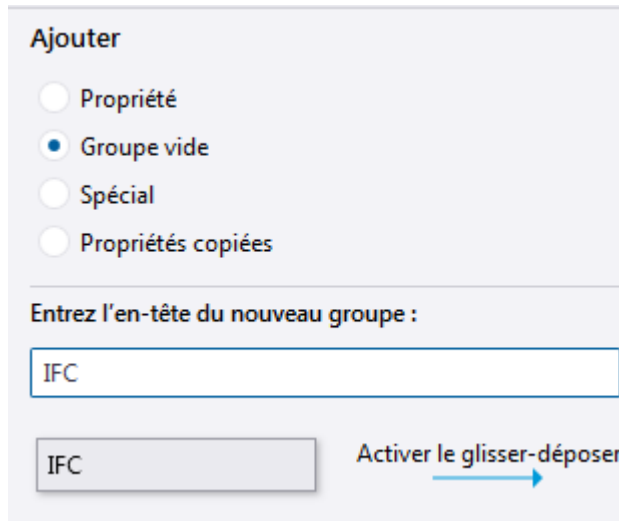 Ajouter
Propriété
Groupe vide
Spécial
Propriétés copiées
Entrez l'en-tête du nouveau groupe :
IFC
IFC
Activer le glisser-déposer